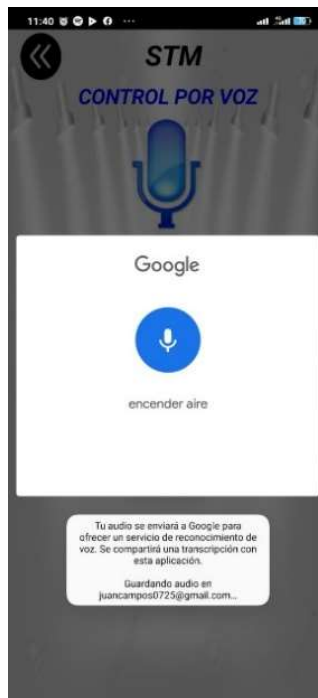 11:40
STM
CONTROL POR VOZ
Google
encender aire
Tu audio se enviará a Google para
ofrecer un servicio de reconocimiento de
voz. Se compartirá una transcripción con
esta aplicación.
Guardando audio en
juancampos0725@gmail.com...